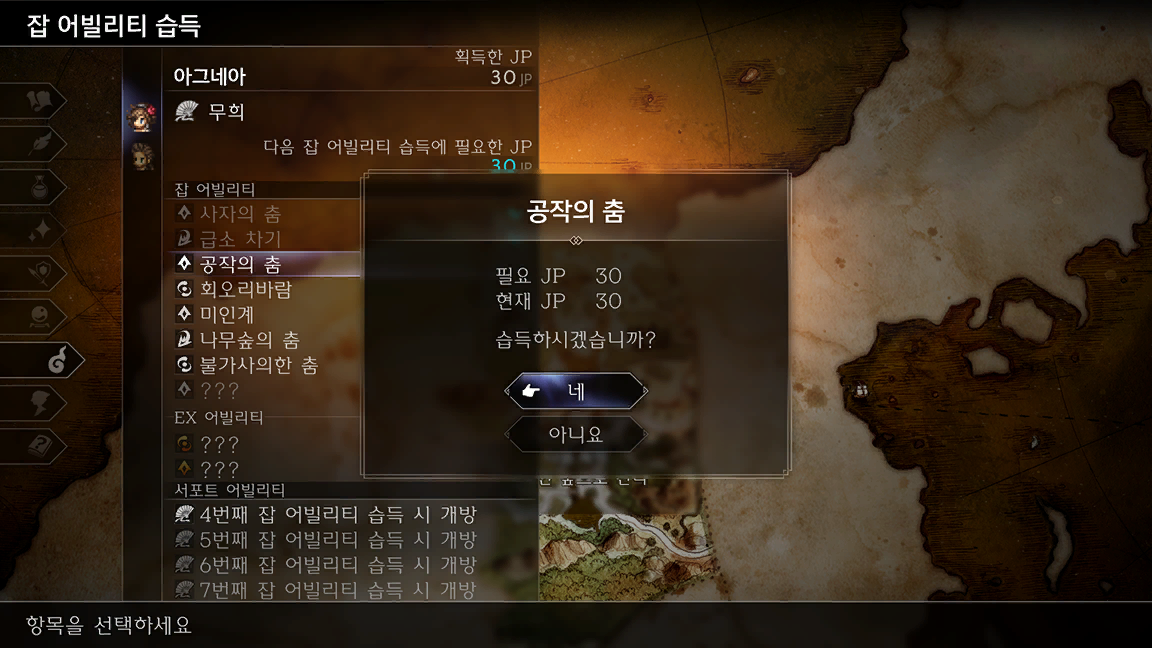 잡 어빌리티 습득
획득한 JP
아그네아
30 JP
무희
다음 잡 어빌리티 습득에 필요한 JP
30 JP
잡 어빌리티
사자의 춤
급소 차기
공작의 춤
회오리바람
미인계
나무숲의 춤
불가사의한 춤
???
EX 어빌리티
???
???
서포트 어빌리티
4번째 잡 어빌리티 습득 시 개방
5번째 잡 어빌리티 습득 시 개방
6번째 잡 어빌리티 습득 시 개방
7번째 잡 어빌리티 습득 시 개방
공작의 춤
필요 JP 30
현재 JP 30
습득하시겠습니까?
네
아니요
항목을 선택하세요